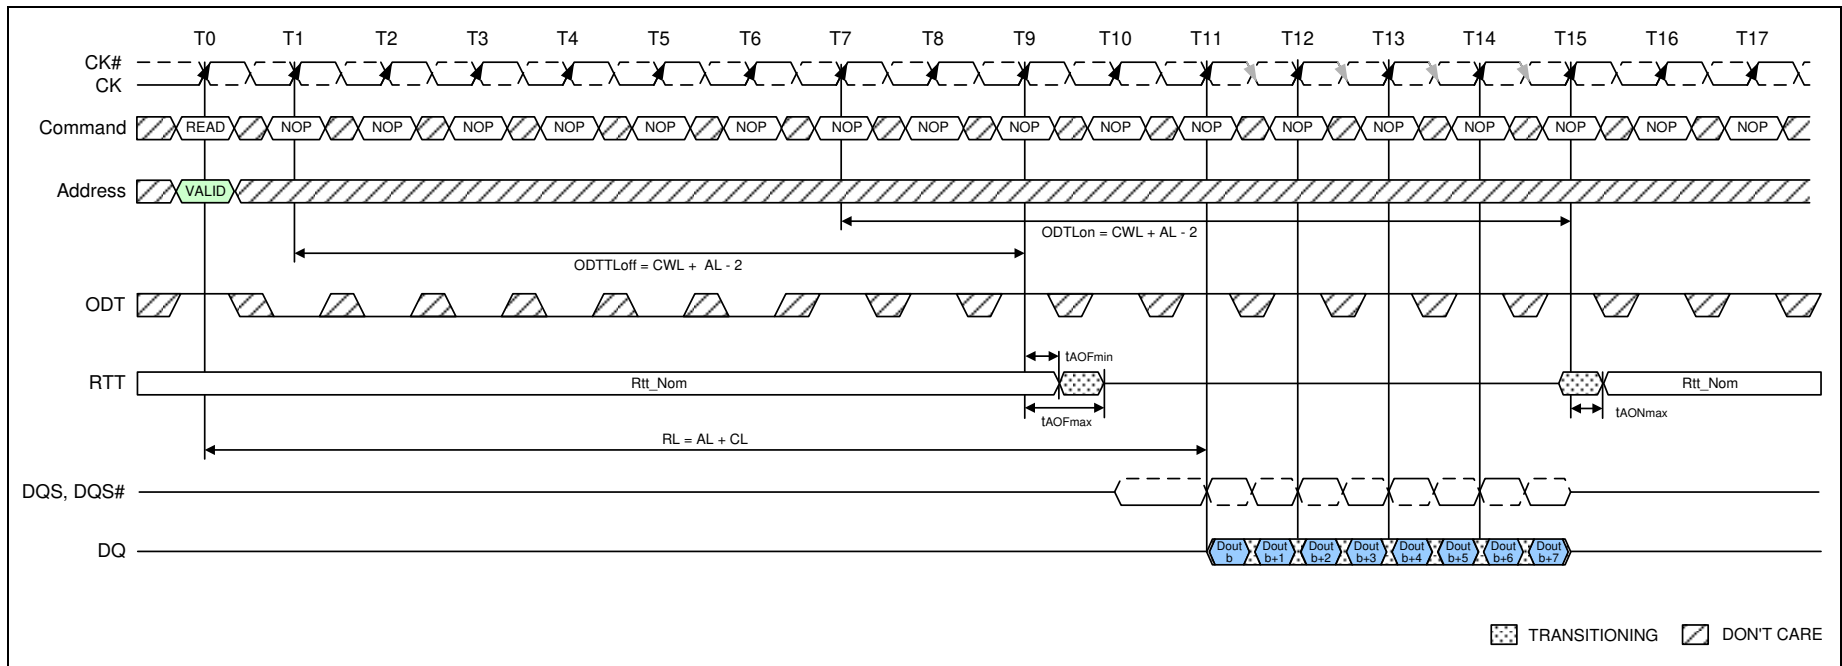 T0 T1 T2 T3 T4 T5 T6 T7 T8 T9 T10 T11 T12 T13 T14 T15 T16 T17
CK#
CK
Command READ NOP NOP NOP NOP NOP NOP NOP NOP NOP NOP NOP NOP NOP NOP NOP NOP NOP
Address VALID
ODTLon = CWL + AL - 2
ODTTLoff = CWL + AL - 2
ODT
tAOFmin
RTT Rtt_Nom Rtt_Nom
tAOFmax tAONmax
RL = AL + CL
DQS, DQS#
DQ Dout b Dout b+1 Dout b+2 Dout b+3 Dout b+4 Dout b+5 Dout b+6 Dout b+7
TRANSITIONING DON'T CARE